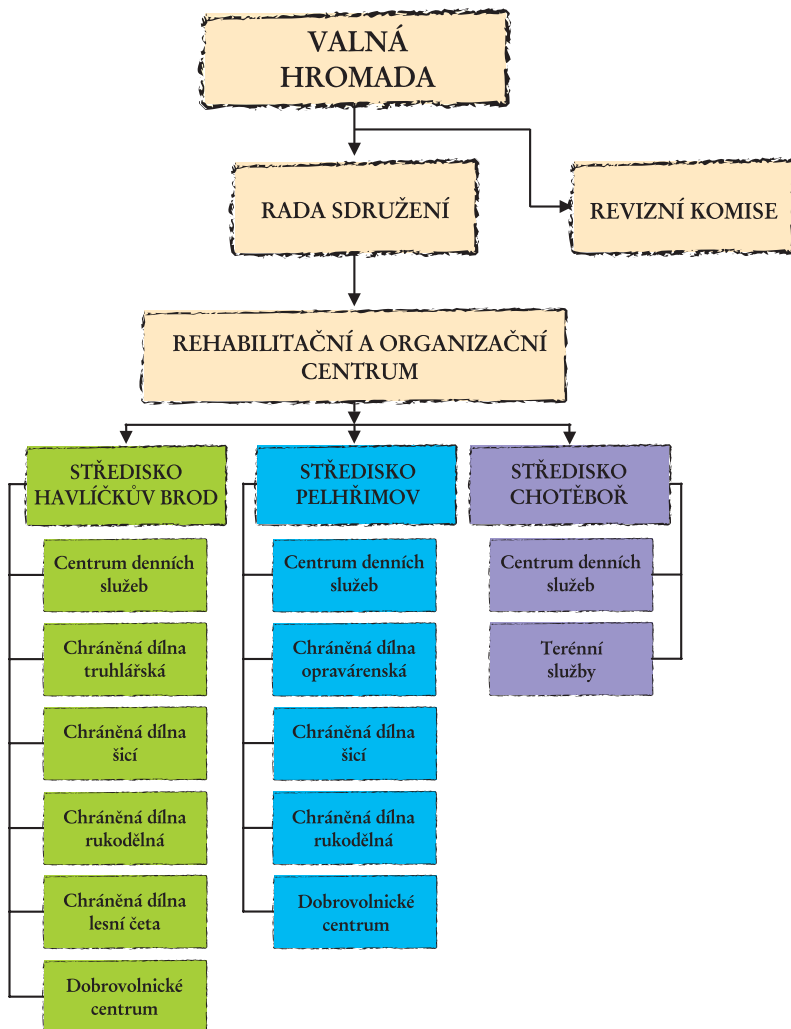 VALNÁ
HROMADA
RADA SDRUŽENÍ
REVIZNÍ KOMISE
REHABILITAČNÍ A ORGANIZAČNÍ
CENTRUM
STŘEDISKO
HAVLÍČKŮV BROD
Centrum denních
služeb
Chráněná dílna
truhlářská
Chráněná dílna
šicí
Chráněná dílna
rukodělná
Chráněná dílna
lesní četa
Dobrovolnické
centrum
STŘEDISKO
PELHŘIMOV
Centrum denních
služeb
Chráněná dílna
opravárenská
Chráněná dílna
šicí
Chráněná dílna
rukodělná
Dobrovolnické
centrum
STŘEDISKO
CHOTĚBOŘ
Centrum denních
služeb
Terénní
služby